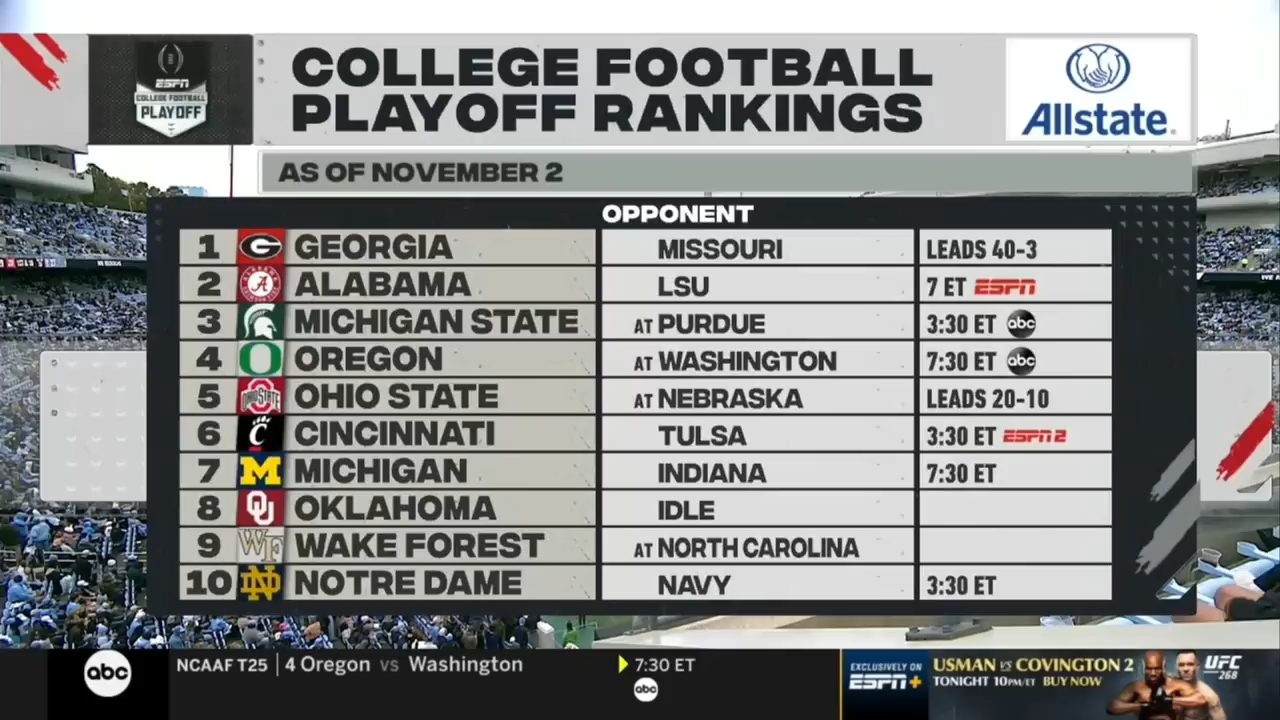 ESPN
COLLEGE FOOTBALL
PLAYOFF
COLLEGE FOOTBALL
PLAYOFF RANKINGS
Allstate
AS OF NOVEMBER 2
OPPONENT
1 GEORGIA MISSOURI LEADS 40-3
2 ALABAMA LSU 7 ET ESPN
3 MICHIGAN STATE AT PURDUE 3:30 ET abc
4 OREGON AT WASHINGTON 7:30 ET abc
5 OHIO STATE AT NEBRASKA LEADS 20-10
6 CINCINNATI TULSA 3:30 ET ESPN2
7 MICHIGAN INDIANA 7:30 ET
8 OKLAHOMA IDLE
9 WAKE FOREST AT NORTH CAROLINA
10 NOTRE DAME NAVY 3:30 ET
abc NCAAF T25 4 Oregon vs Washington 7:30 ET
abc
EXCLUSIVELY ON
ESPN+
USMAN VS COVINGTON 2
TONIGHT 10PM/ET BUY NOW
UFC
268